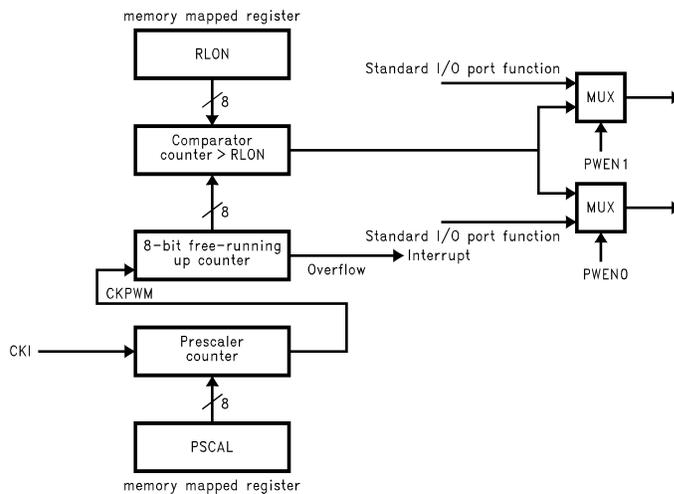 memory mapped register
RLON
Standard I/O port function
MUX
8
Comparator
counter > RLON
PWEN1
8
MUX
8-bit free-running
up counter
Standard I/O port function
Interrupt
Overflow
PWEN0
CKPWM
CKI
Prescaler
counter
8
PSCAL
memory mapped register